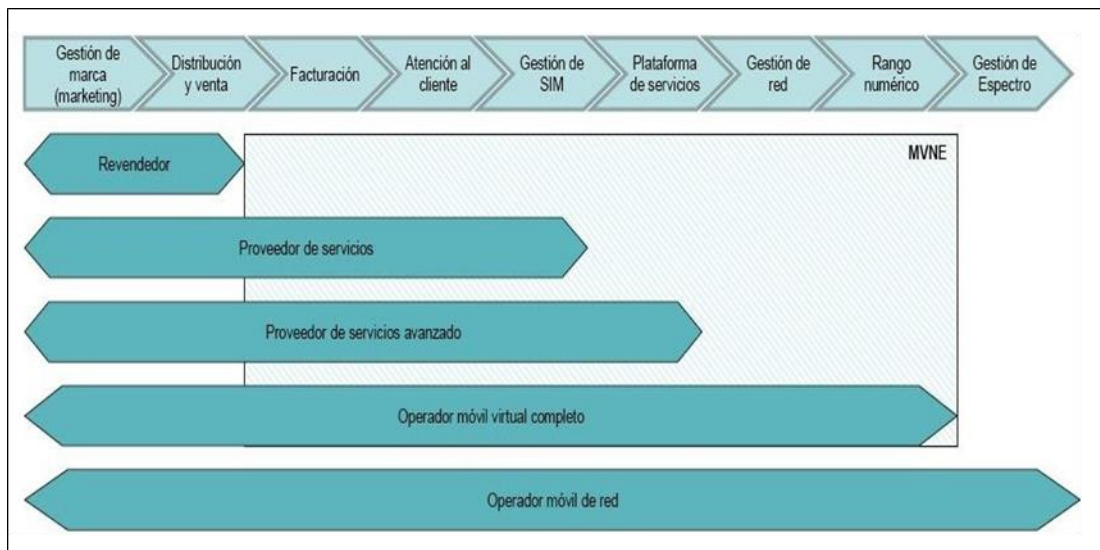 Gestión de
marca
(marketing)
Distribución
y venta
Facturación
Atención al
cliente
Gestión de
SIM
Plataforma
de servicios
Gestión de
red
Rango
numérico
Gestión de
Espectro
MVNE
Revendedor
Proveedor de servicios
Proveedor de servicios avanzado
Operador móvil virtual completo
Operador móvil de red